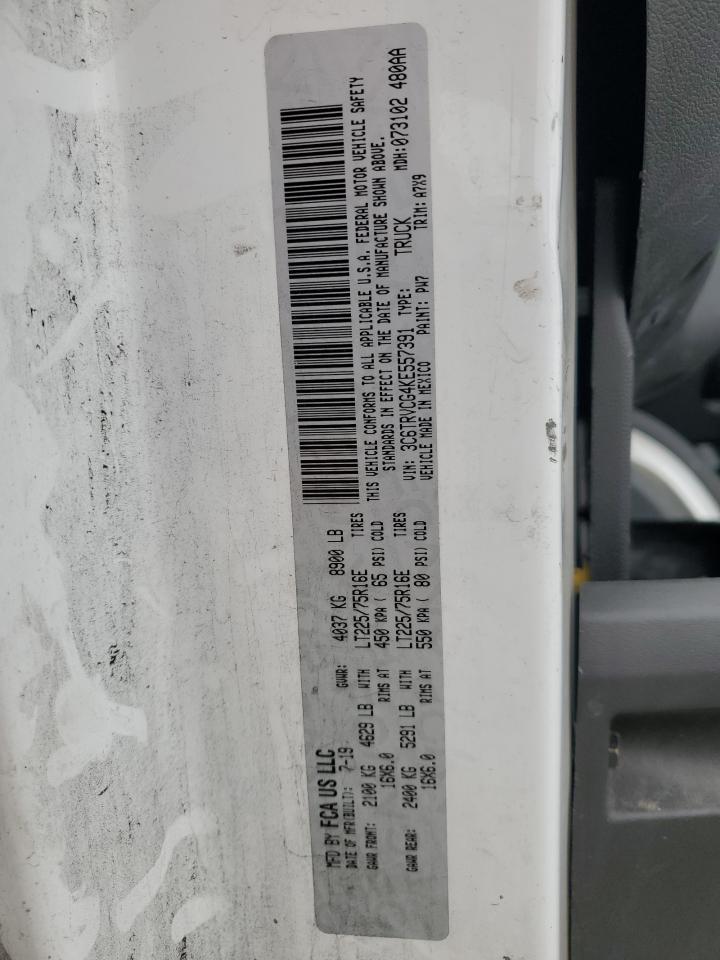 MFD BY FCA US LLC
DATE OF MFR(BUILT): 7-19
GVWR: 4037 KG 8900 LB
GAWR FRONT: 2100 KG 4629 LB WITH LT225/75R16E TIRES
16X6.0 RIMS AT 450 KPA ( 65 PSI) COLD
GAWR REAR: 2400 KG 5291 LB WITH LT225/75R16E TIRES
16X6.0 RIMS AT 550 KPA ( 80 PSI) COLD
THIS VEHICLE CONFORMS TO ALL APPLICABLE U.S.A. FEDERAL MOTOR VEHICLE SAFETY
STANDARDS IN EFFECT ON THE DATE OF MANUFACTURE SHOWN ABOVE.
VIN: 3C6TRVCG4KE557391 TYPE: TRUCK MDH:073102 480AA
VEHICLE MADE IN MEXICO PAINT: PW7 TRIM: A7X9